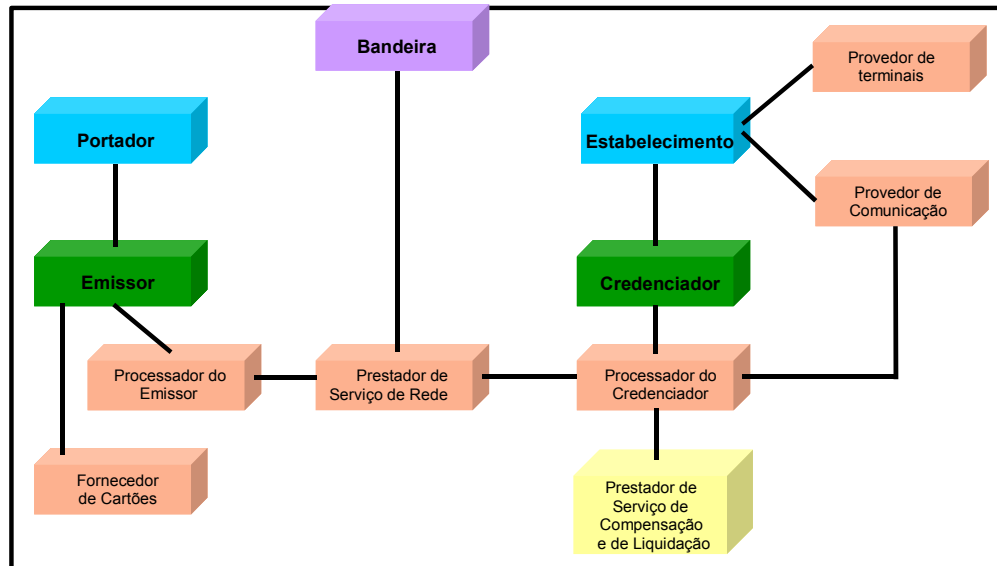 Bandeira
Provedor de
terminais
Portador
Estabelecimento
Provedor de
Comunicação
Emissor
Credenciador
Processador do
Emissor
Prestador de
Serviço de Rede
Processador do
Credenciador
Fornecedor
de Cartões
Prestador de
Serviço de
Compensação
e de Liquidação